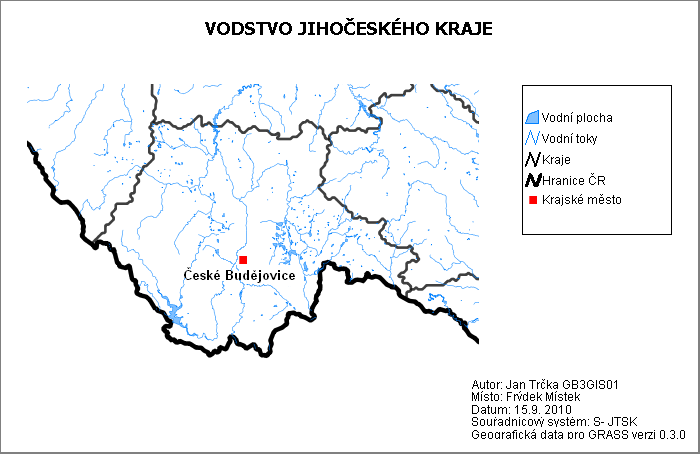 VODSTVO JIHOČESKÉHO KRAJE
Vodní plocha
Vodní toky
Kraje
Hranice ČR
Krajské město
České Budějovice
Autor: Jan Trčka GB3GIS01
Místo: Frýdek Místek
Datum: 15.9. 2010
Souřadnicový systém: S- JTSK
Geografická data pro GRASS verzi 0.3.0